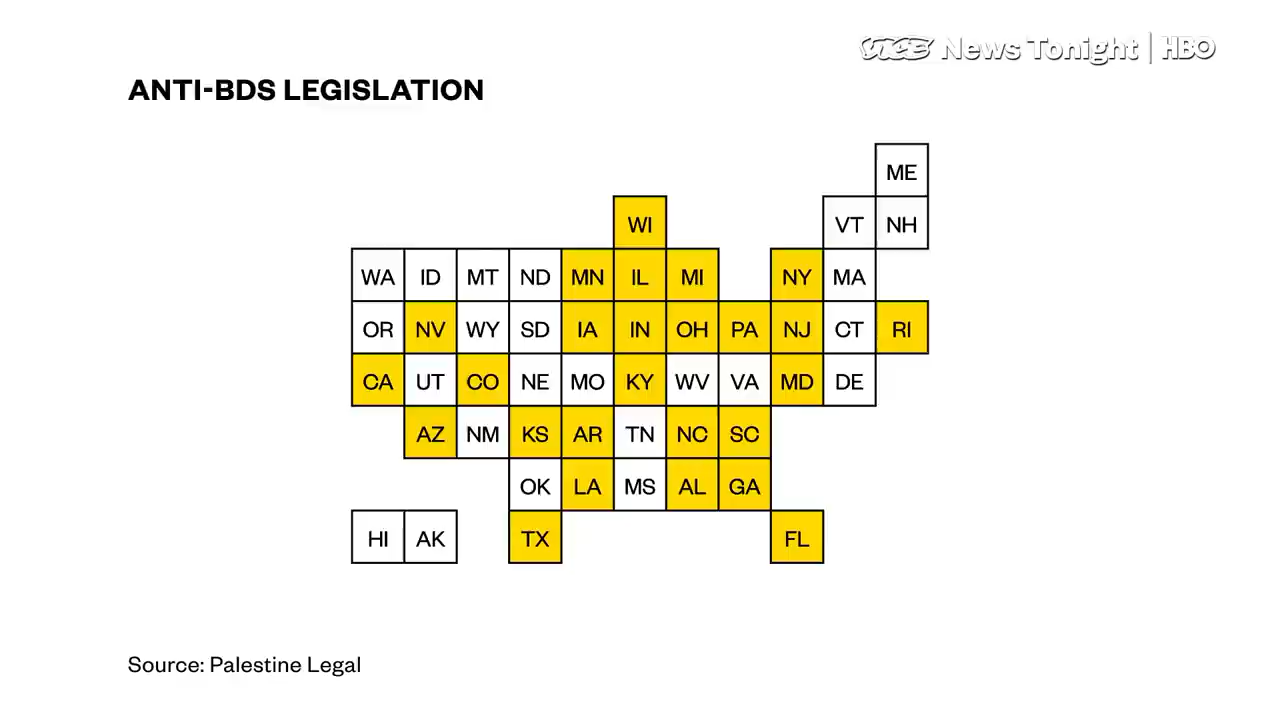 VICE News Tonight | HBO
ANTI-BDS LEGISLATION
ME
WI VT NH
WA ID MT ND MN IL MI NY MA
OR NV WY SD IA IN OH PA NJ CT RI
CA UT CO NE MO KY WV VA MD DE
AZ NM KS AR TN NC SC
OK LA MS AL GA
HI AK TX FL
Source: Palestine Legal